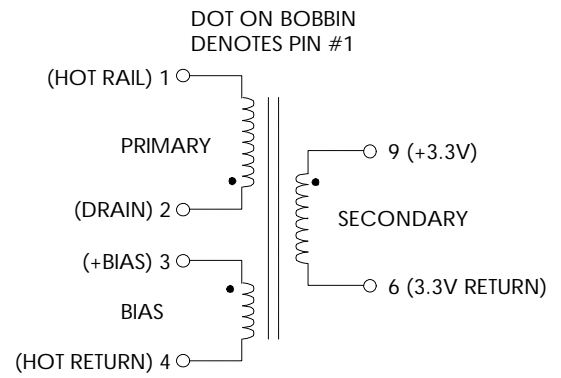 DOT ON BOBBIN
DENOTES PIN #1
(HOT RAIL) 1
PRIMARY
9 (+3.3V)
(DRAIN) 2
SECONDARY
(+BIAS) 3
6 (3.3V RETURN)
BIAS
(HOT RETURN) 4